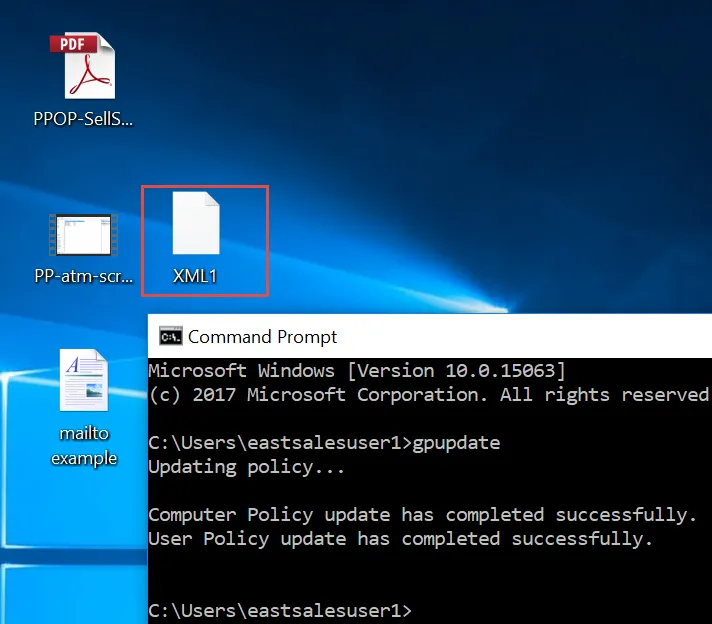 PDF
PPOP-SellS...
PP-atm-scr...
XML1
mailto
example
C:\.
Command Prompt
Microsoft Windows [Version 10.0.15063]
(c) 2017 Microsoft Corporation. All rights reserved
C:\Users\eastsalesuser1>gpupdate
Updating policy...
Computer Policy update has completed successfully.
User Policy update has completed successfully.
C:\Users\eastsalesuser1>